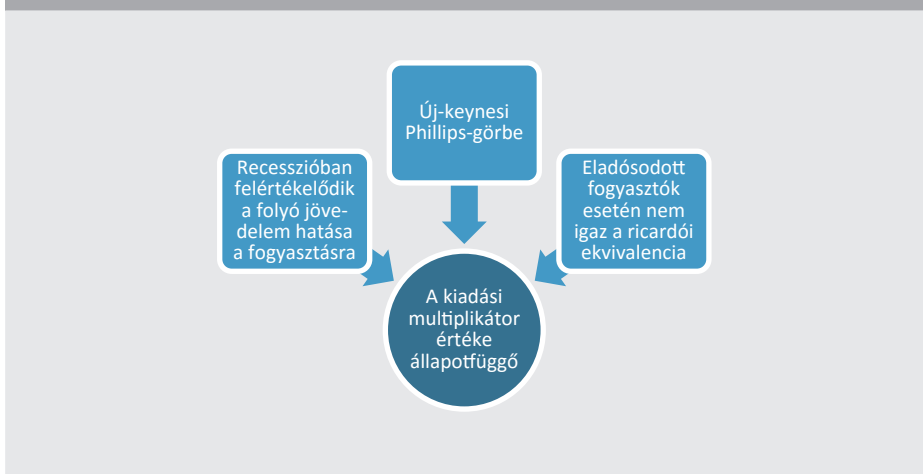 Új-keynesi
Phillips-görbe
Recesszióban
felértékelődik
a folyó jöve-
delem hatása
a fogyasztásra
Eladósodott
fogyasztók
esetén nem
igaz a ricardói
ekvivalencia
A kiadási
multiplikátor
értéke
állapotfüggő